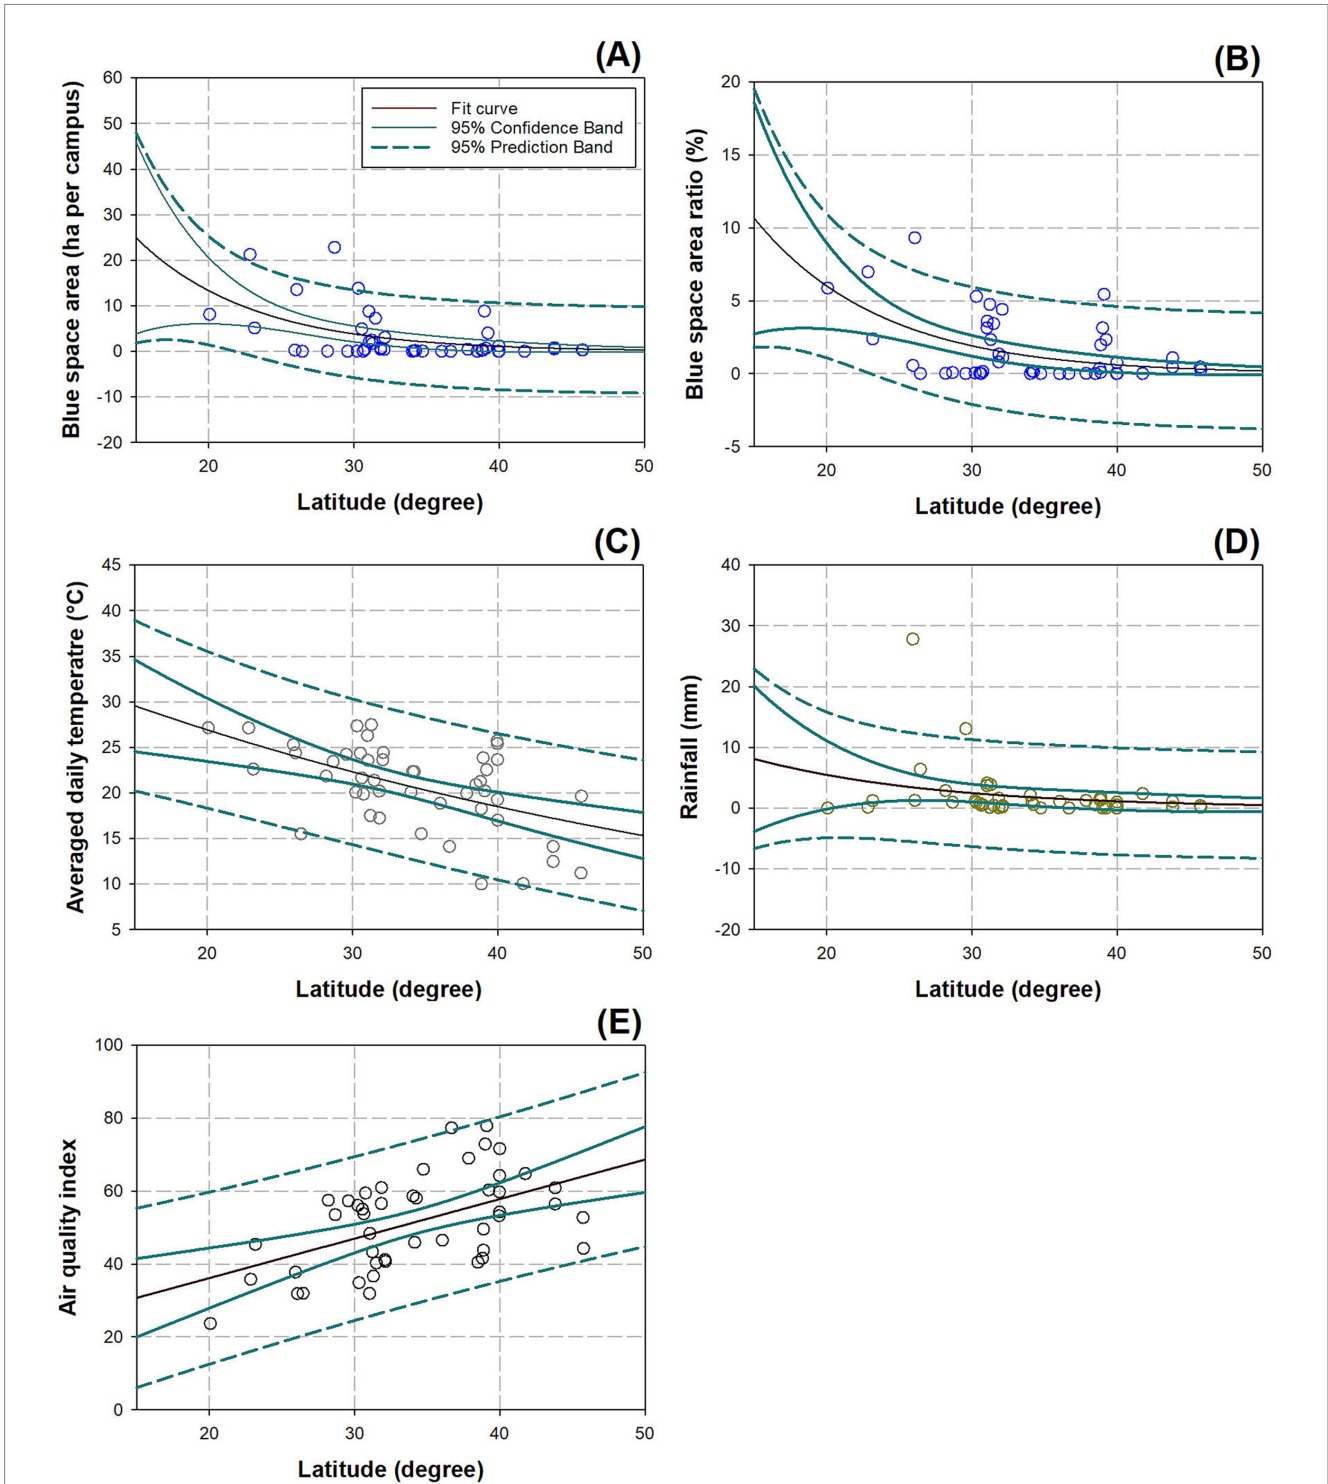 (A)
Blue space area (ha per campus)
60
50
40
30
20
10
0
-10
-20
Fit curve
95% Confidence Band
95% Prediction Band
20 30 40 50
Latitude (degree)
(B)
Blue space area ratio (%)
20
15
10
5
0
-5
20 30 40 50
Latitude (degree)
(C)
Averaged daily temperatre (°C)
45
40
35
30
25
20
15
10
5
20 30 40 50
Latitude (degree)
(D)
Rainfall (mm)
40
30
20
10
0
-10
-20
20 30 40 50
Latitude (degree)
(E)
Air quality index
100
80
60
40
20
0
20 30 40 50
Latitude (degree)